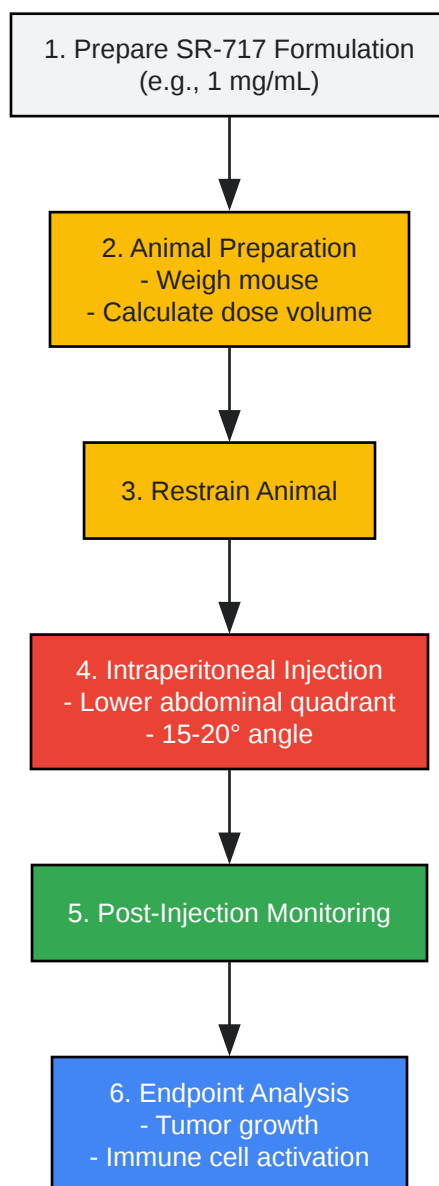 1. Prepare SR-717 Formulation
(e.g., 1 mg/mL)
2. Animal Preparation
- Weigh mouse
- Calculate dose volume
3. Restrain Animal
4. Intraperitoneal Injection
- Lower abdominal quadrant
- 15-20° angle
5. Post-Injection Monitoring
6. Endpoint Analysis
- Tumor growth
- Immune cell activation